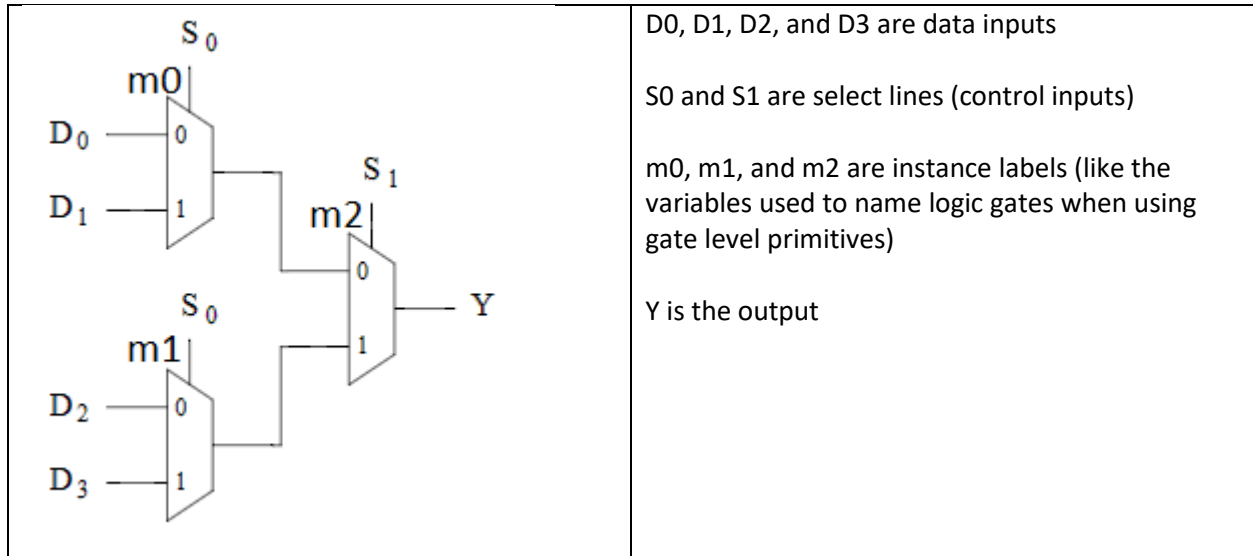 S0
m0
D0
0
S1
D1
1
m2
0
S0
Y
m1
1
D2
0
D3
1
D0, D1, D2, and D3 are data inputs
S0 and S1 are select lines (control inputs)
m0, m1, and m2 are instance labels (like the
variables used to name logic gates when using
gate level primitives)
Y is the output